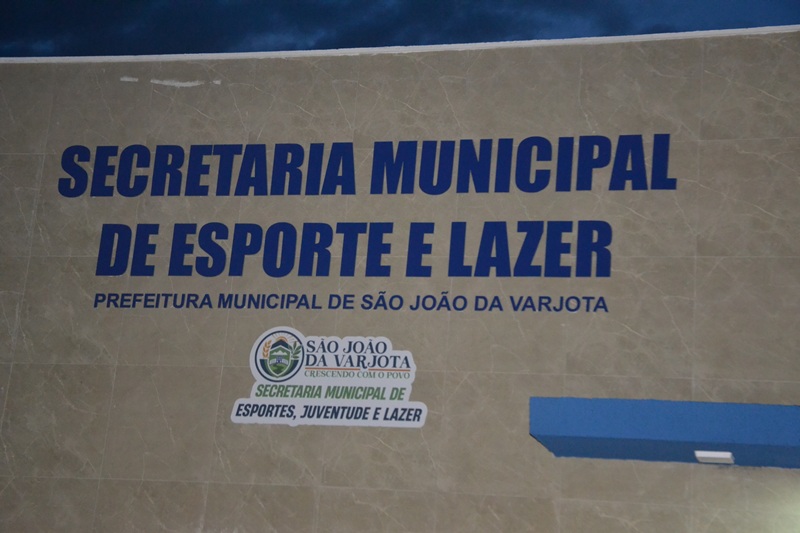 SECRETARIA MUNICIPAL
DE ESPORTE E LAZER
PREFEITURA MUNICIPAL DE SÃO JOÃO DA VARJOTA
SÃO JOÃO
DA VARJOTA
CRESCENDO COM O POVO
SECRETARIA MUNICIPAL DE
ESPORTES, JUVENTUDE E LAZER